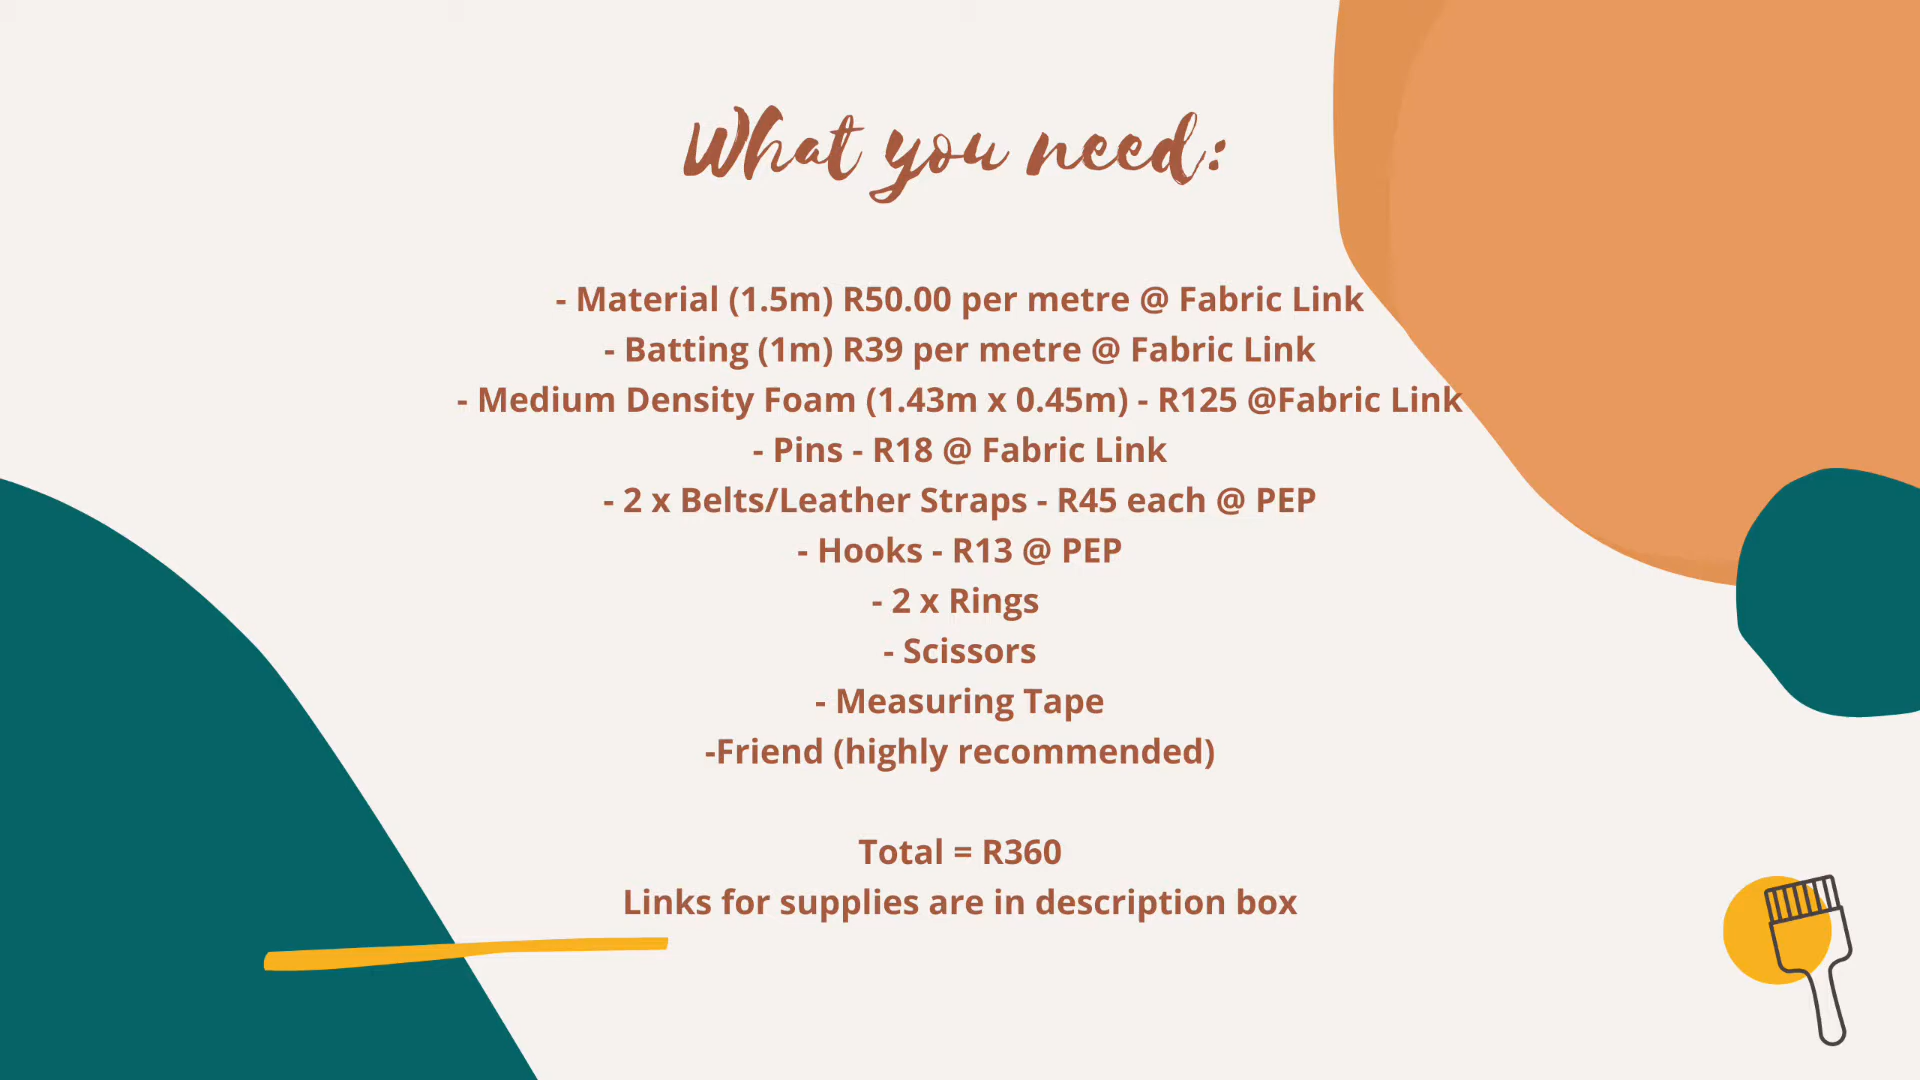 What you need:
- Material (1.5m) R50.00 per metre @ Fabric Link
- Batting (1m) R39 per metre @ Fabric Link
- Medium Density Foam (1.43m x 0.45m) - R125 @Fabric Link
- Pins - R18 @ Fabric Link
- 2 x Belts/Leather Straps - R45 each @ PEP
- Hooks - R13 @ PEP
- 2 x Rings
- Scissors
- Measuring Tape
-Friend (highly recommended)
Total = R360
Links for supplies are in description box